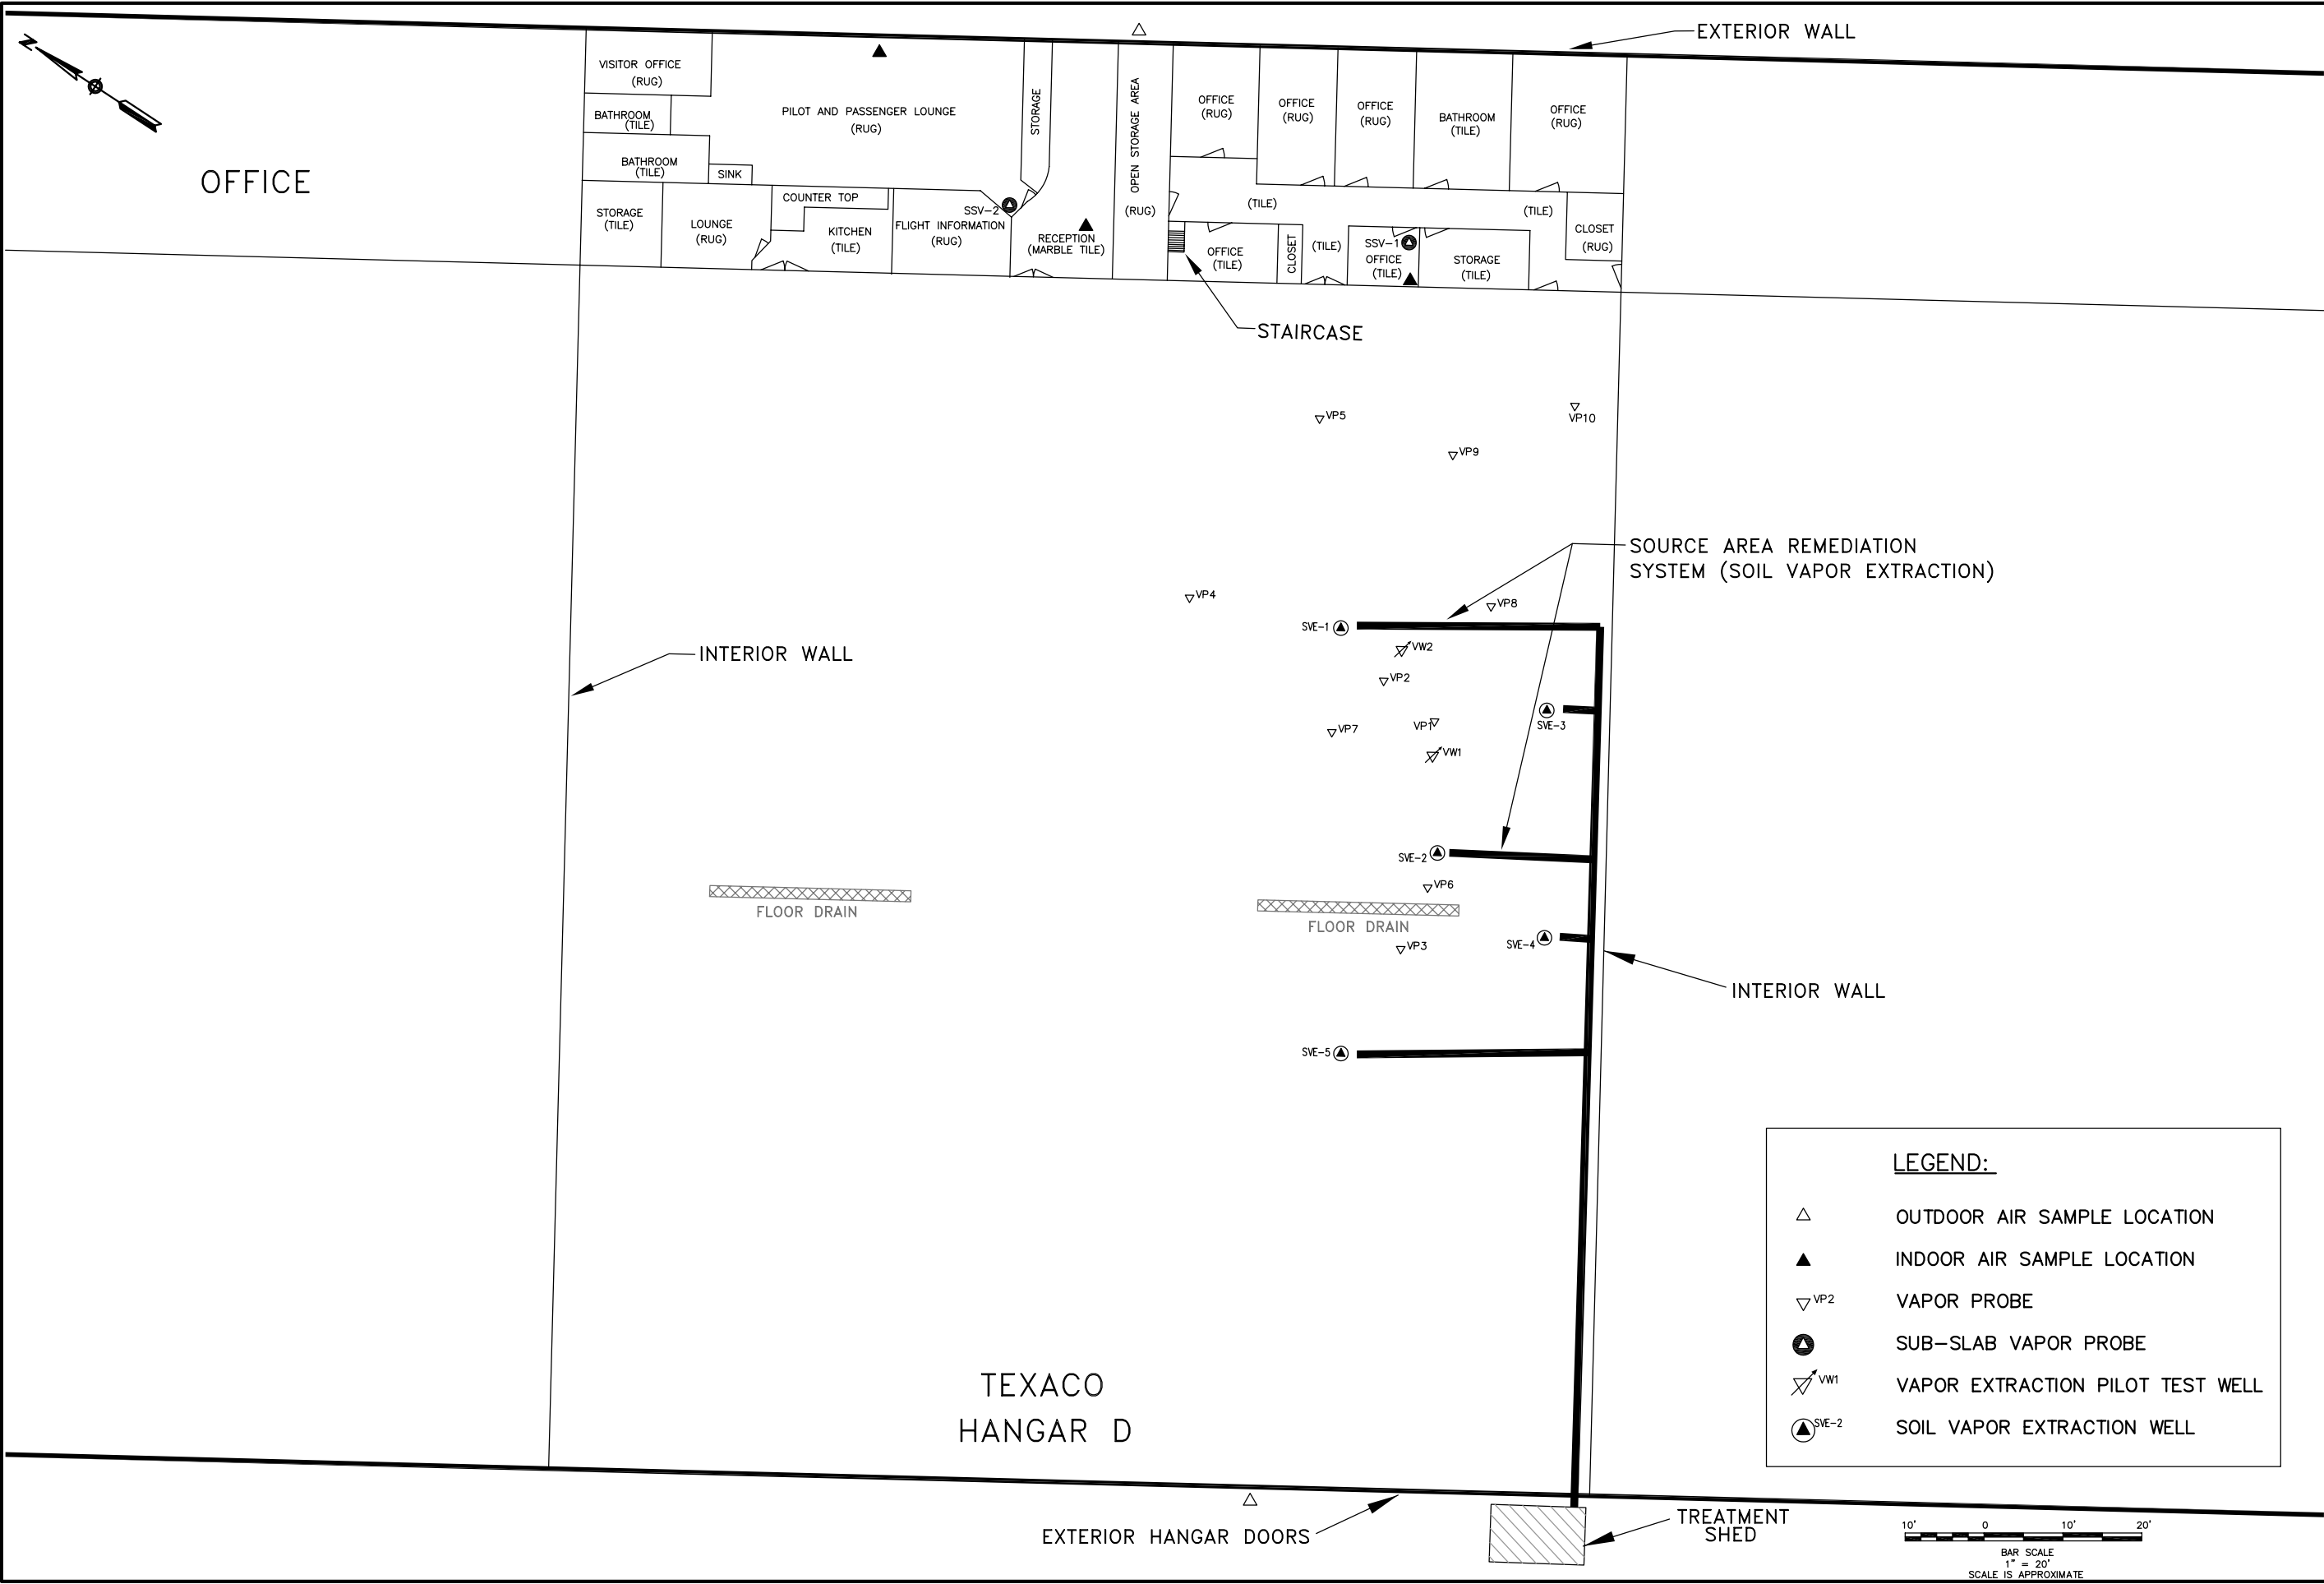 EXTERIOR WALL
N
OFFICE
VISITOR OFFICE
(RUG)
BATHROOM
(TILE)
BATHROOM
(TILE)
SINK
PILOT AND PASSENGER LOUNGE
(RUG)
STORAGE
OPEN STORAGE AREA
(RUG)
OFFICE
(RUG)
OFFICE
(RUG)
OFFICE
(RUG)
BATHROOM
(TILE)
OFFICE
(RUG)
STORAGE
(TILE)
LOUNGE
(RUG)
COUNTER TOP
KITCHEN
(TILE)
SSV-2
FLIGHT INFORMATION
(RUG)
RECEPTION
(MARBLE TILE)
(TILE)
(TILE)
OFFICE
(TILE)
CLOSET
(TILE)
SSV-1
OFFICE
(TILE)
STORAGE
(TILE)
CLOSET
(RUG)
STAIRCASE
VP5
VP10
VP9
SOURCE AREA REMEDIATION
SYSTEM (SOIL VAPOR EXTRACTION)
VP4
VP8
SVE-1
VW2
INTERIOR WALL
VP2
VP7
VP1
SVE-3
VW1
SVE-2
VP6
FLOOR DRAIN
FLOOR DRAIN
VP3
SVE-4
INTERIOR WALL
SVE-5
TEXACO
HANGAR D
LEGEND:
OUTDOOR AIR SAMPLE LOCATION
INDOOR AIR SAMPLE LOCATION
VP2 VAPOR PROBE
SUB-SLAB VAPOR PROBE
VW1 VAPOR EXTRACTION PILOT TEST WELL
SVE-2 SOIL VAPOR EXTRACTION WELL
EXTERIOR HANGAR DOORS
TREATMENT
SHED
10' 0 10' 20'
BAR SCALE
1" = 20'
SCALE IS APPROXIMATE